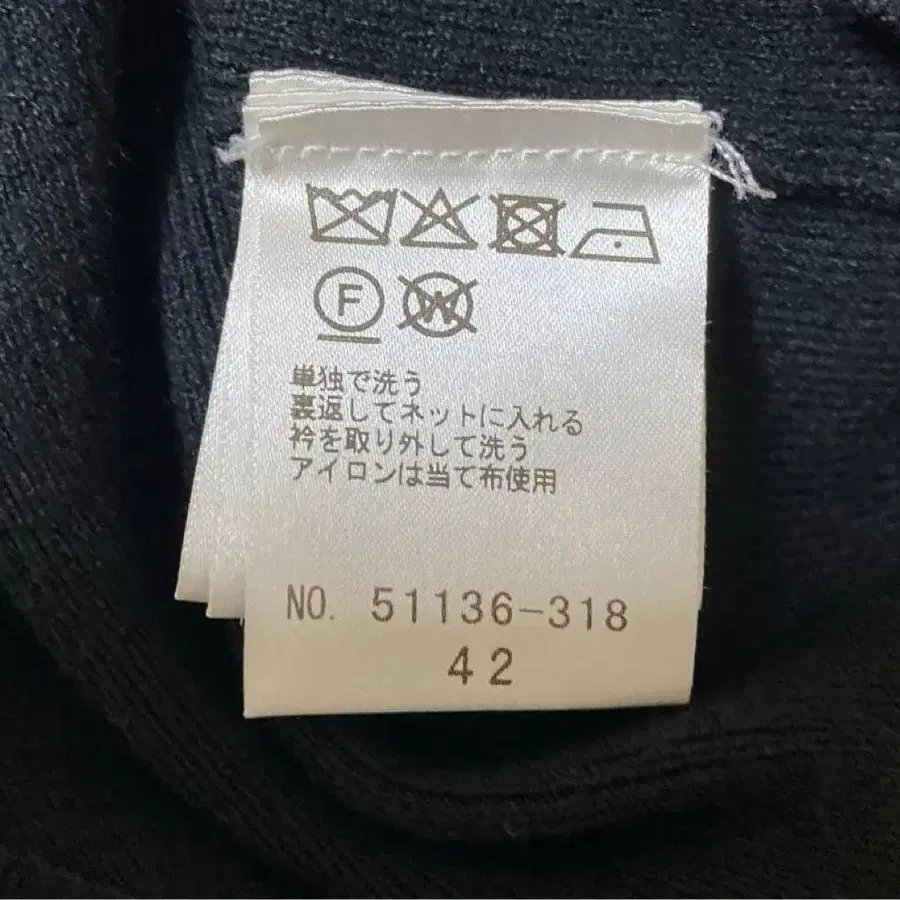 F W
単独で洗う
裏返してネットに入れる
衿を取り外して洗う
アイロンは当て布使用
NO. 51136-318
42